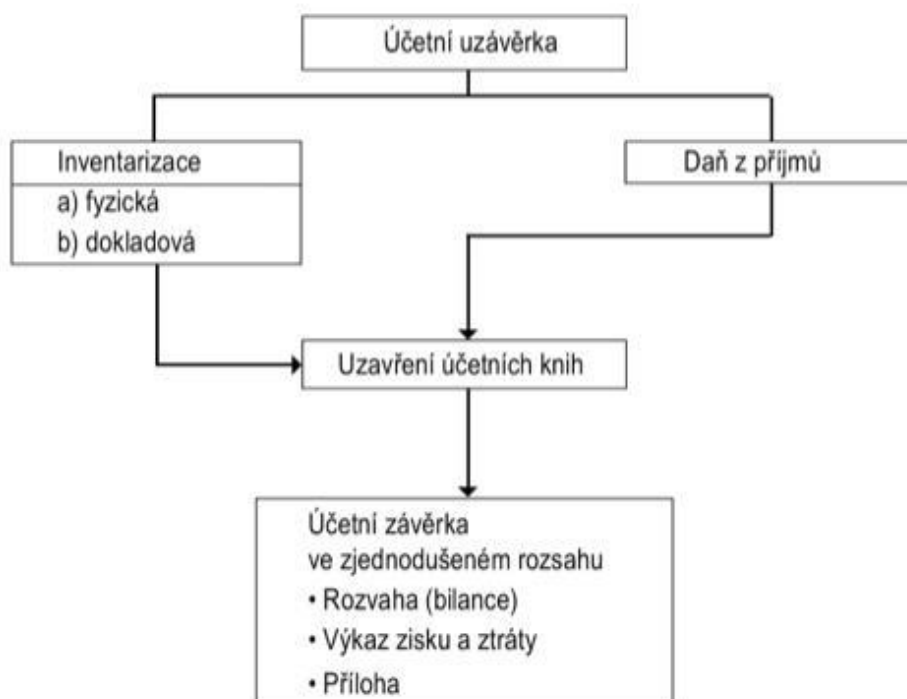 Účetní uzávěrka
Inventarizace
a) fyzická
b) dokladová
Daň z příjmů
Uzavření účetních knih
Účetní závěrka
ve zjednodušeném rozsahu
• Rozvaha (bilance)
• Výkaz zisku a ztráty
• Příloha